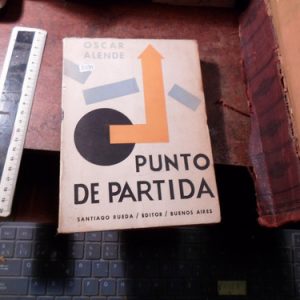 OSCAR
ALENDE
PUNTO
DE PARTIDA
SANTIAGO RUEDA / EDITOR / BUENOS AIRES